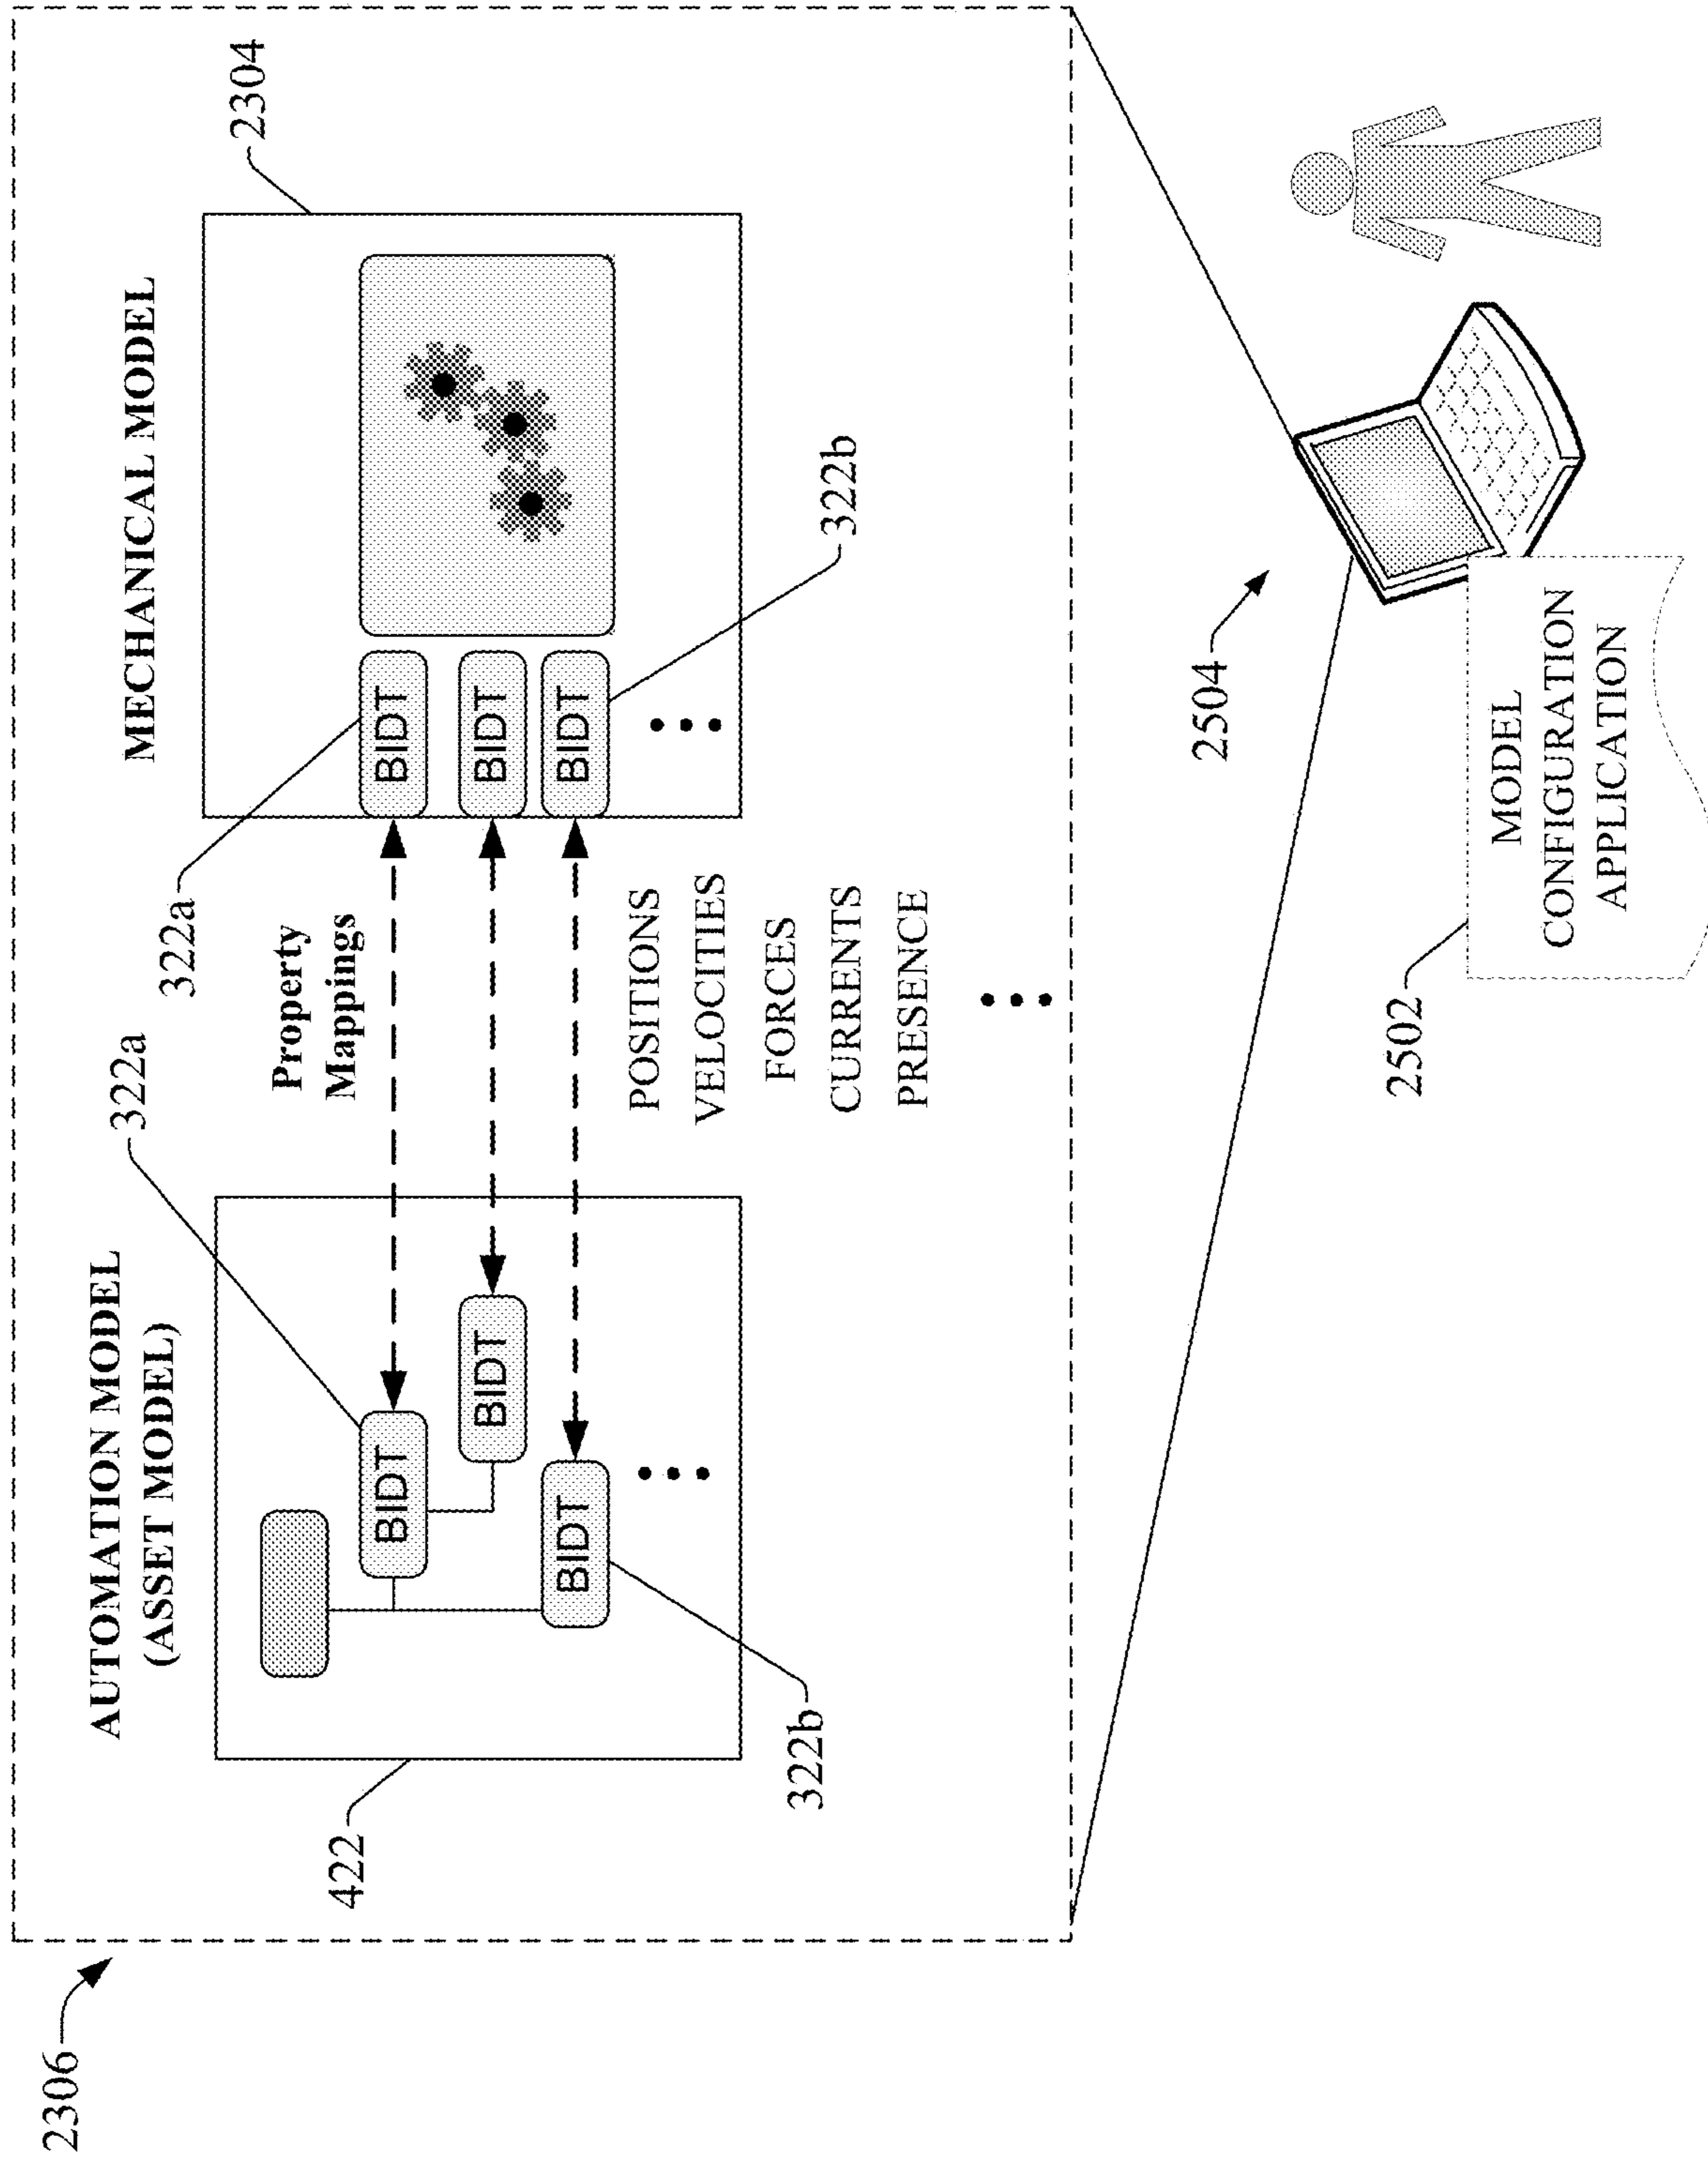 2306
AUTOMATION MODEL
(ASSET MODEL)
422
322a
BIDT
BIDT
BIDT
322b
Property
Mappings
POSITIONS
VELOCITIES
FORCES
CURRENTS
PRESENCE
MECHANICAL MODEL
2304
322a
BIDT
BIDT
BIDT
322b
2504
2502
MODEL
CONFIGURATION
APPLICATION